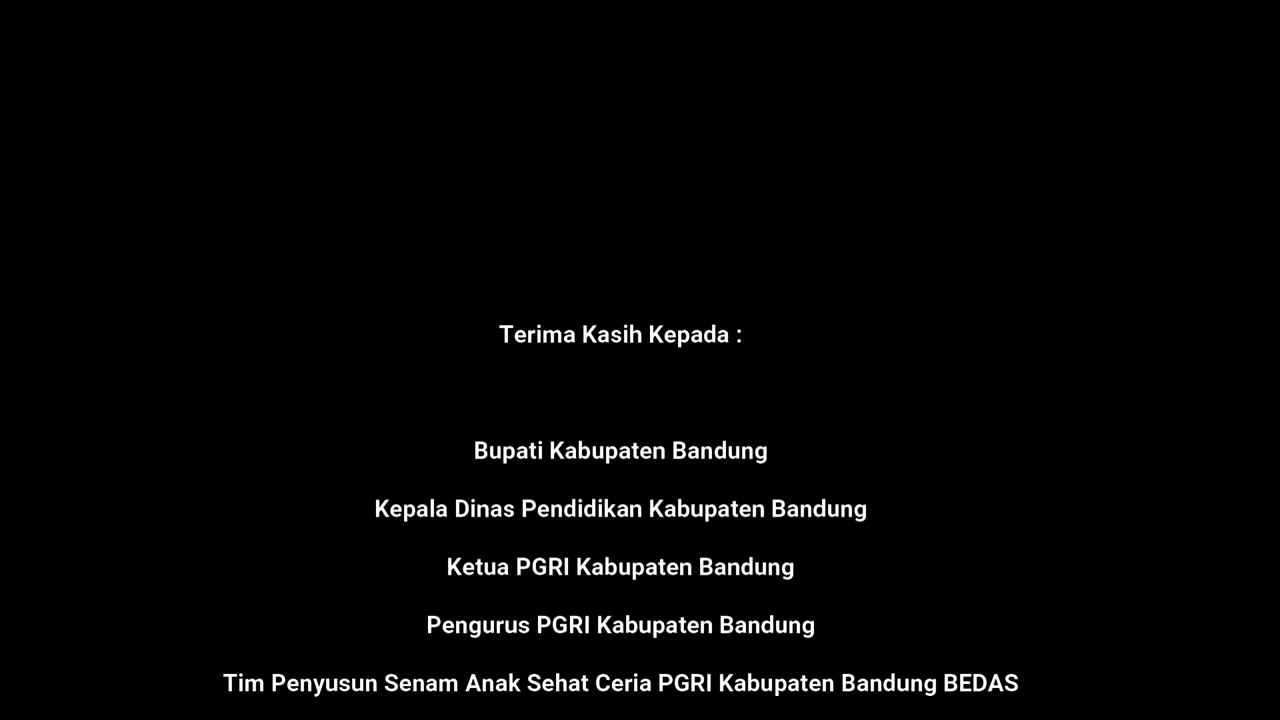 Terima Kasih Kepada :
Bupati Kabupaten Bandung
Kepala Dinas Pendidikan Kabupaten Bandung
Ketua PGRI Kabupaten Bandung
Pengurus PGRI Kabupaten Bandung
Tim Penyusun Senam Anak Sehat Ceria PGRI Kabupaten Bandung BEDAS